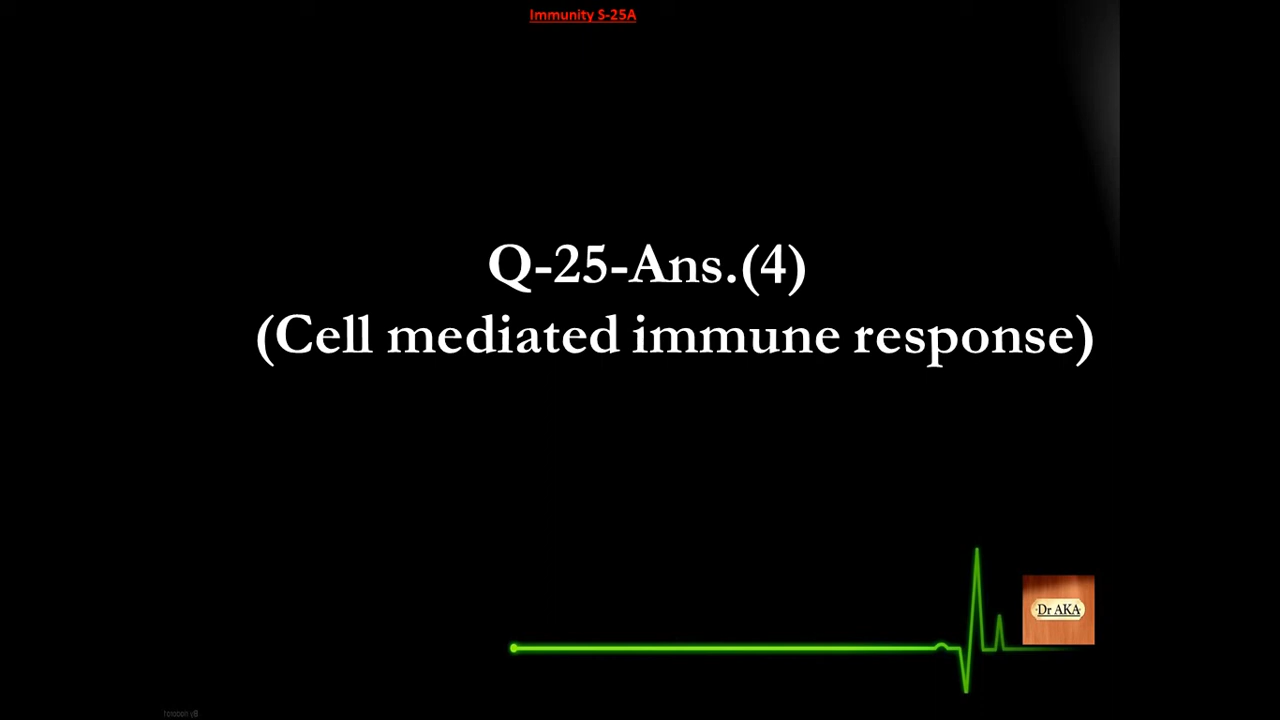 Immunity S-25A
Q-25-Ans.(4)
(Cell mediated immune response)
Dr AKA